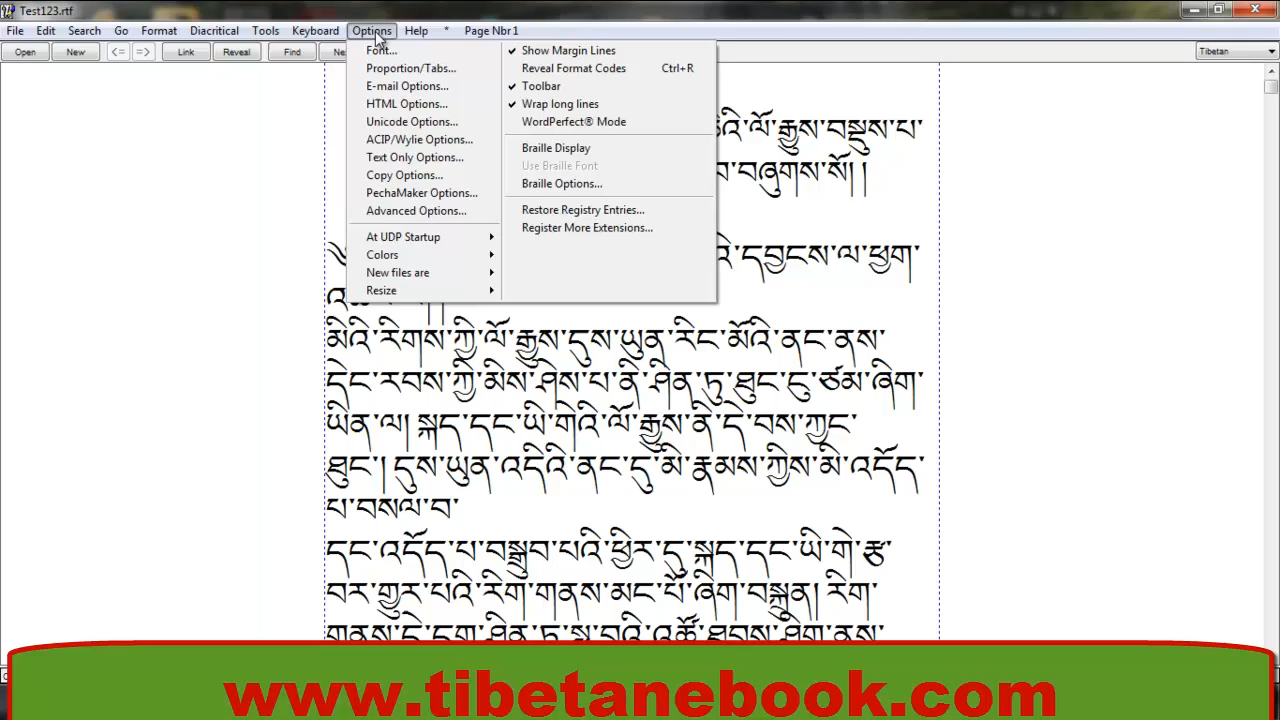 Test123.rtf
File Edit Search Go Format Diacritical Tools Keyboard Options Help * Page Nbr 1
Open New <= => Link Reveal Find Tibetan
Font...
Proportion/Tabs...
E-mail Options...
HTML Options...
Unicode Options...
ACIP/Wylie Options...
Text Only Options...
Copy Options...
PechaMaker Options...
Advanced Options...
At UDP Startup
Colors
New files are
Resize
Show Margin Lines
Reveal Format Codes Ctrl+R
Toolbar
Wrap long lines
WordPerfect® Mode
Braille Display
Use Braille Font
Braille Options...
Restore Registry Entries...
Register More Extensions...
ལོ་རྒྱུས་བསྡུས་པ་
བཞུགས་སོ། །
དབྱངས་ལ་ཕྱག་
མིའི་རིགས་ཀྱི་ལོ་རྒྱུས་དུས་ཡུན་རིང་མོའི་ནང་ནས་
དེང་རབས་ཀྱི་མིས་ཤེས་པ་ནི་ཤིན་ཏུ་ཐུང་ངུ་ཙམ་ཞིག་
ཡིན་ལ། སྐད་དང་ཡི་གེའི་ལོ་རྒྱུས་ནི་དེ་བས་ཀྱང་
ཐུང་། དུས་ཡུན་འདིའི་ནང་དུ་མི་རྣམས་ཀྱིས་མི་འདོད་
པ་བསལ་བ་
དང་འདོད་པ་བསྒྲུབ་པའི་ཕྱིར་དུ་སྐད་དང་ཡི་གེ་རྩ་
བར་གྱུར་པའི་རིག་གནས་མང་པོ་ཞིག་བསྐྲུན། རིག་
www.tibetanebook.com